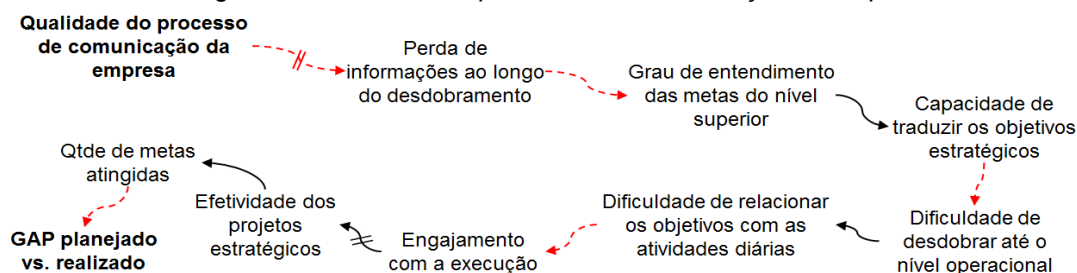 Qualidade do processo
de comunicação da
empresa
Perda de
informações ao longo
do desdobramento
Grau de entendimento
das metas do nível
superior
Capacidade de
traduzir os objetivos
estratégicos
Dificuldade de
desdobrar até o
nível operacional
Dificuldade de relacionar
os objetivos com as
atividades diárias
Engajamento
com a execução
Efetividade dos
projetos
estratégicos
Qtde de metas
atingidas
GAP planejado
vs. realizado